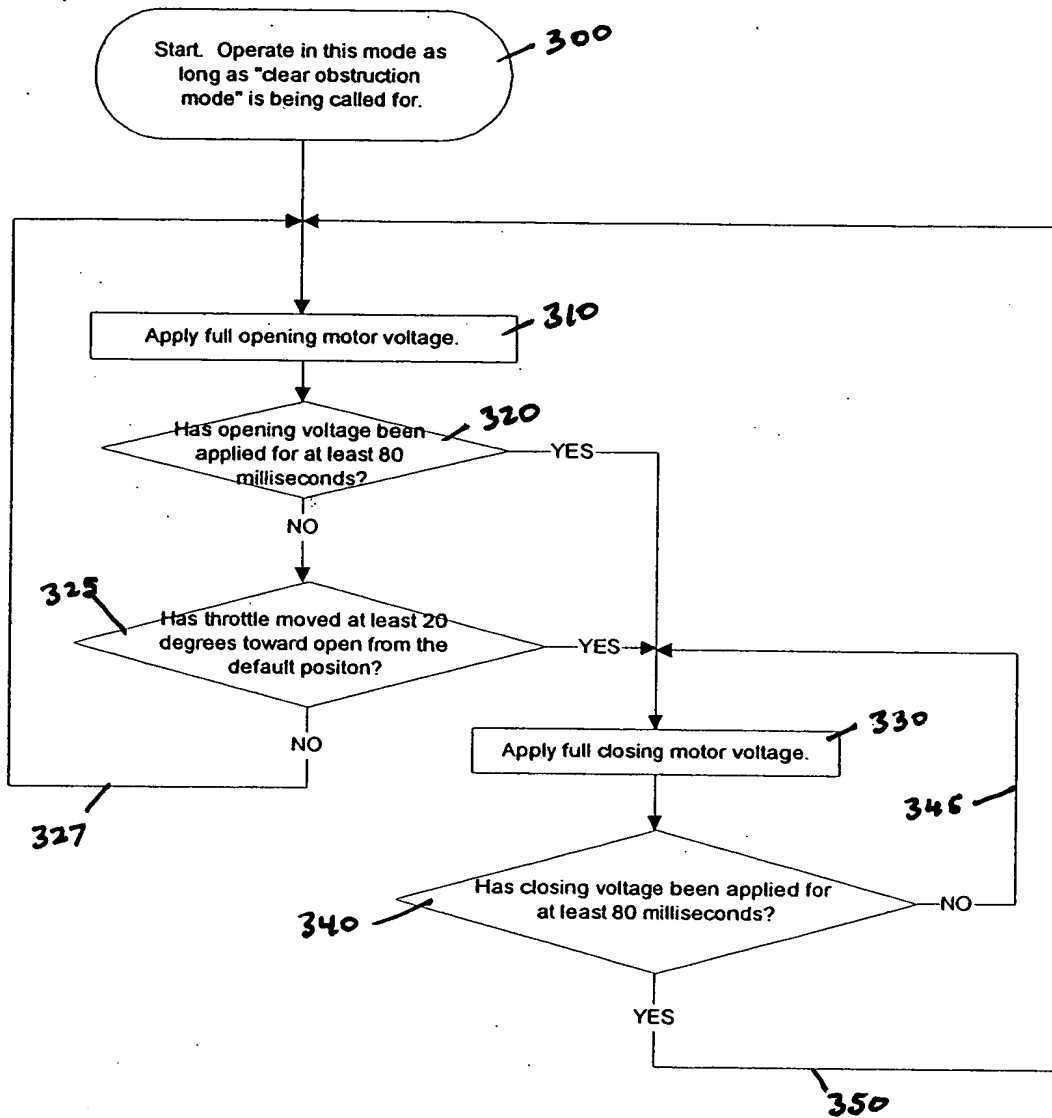 Start. Operate in this mode as
long as "clear obstruction
mode" is being called for.
300
Apply full opening motor voltage.
310
Has opening voltage been
applied for at least 80
milliseconds?
320
YES
NO
325
Has throttle moved at least 20
degrees toward open from the
default positon?
YES
NO
327
330
Apply full closing motor voltage.
346
Has closing voltage been applied for
at least 80 milliseconds?
340
NO
YES
350